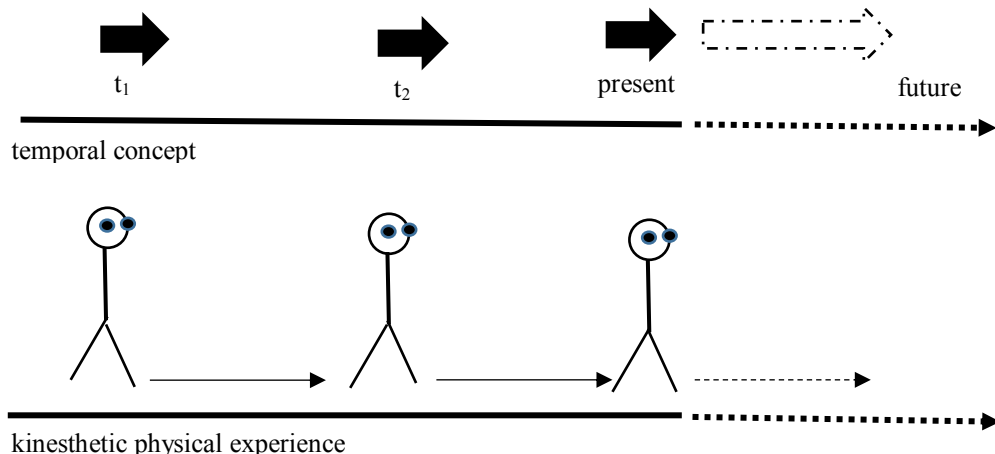 t₁ t₂ present future
temporal concept
kinesthetic physical experience